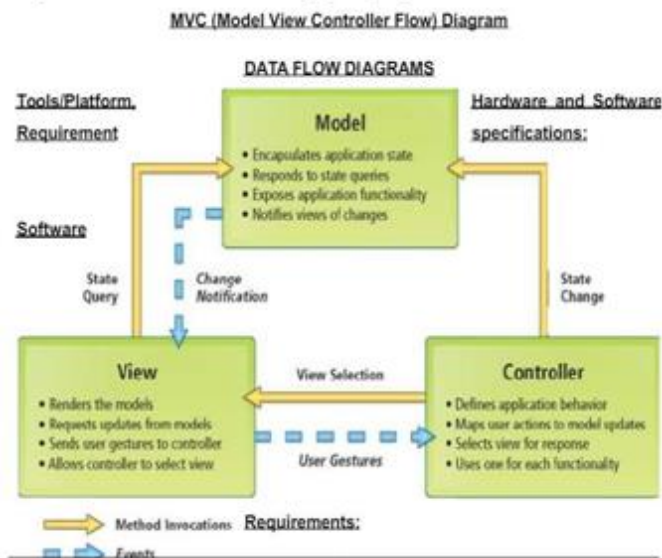 MVC (Model View Controller Flow) Diagram
DATA FLOW DIAGRAMS
Tools/Platform,
Requirement
Hardware and Software
specifications:
Model
• Encapsulates application state
• Responds to state queries
• Exposes application functionality
• Notifies views of changes
Software
State
Query
Change
Notification
State
Change
View
• Renders the models
• Requests updates from models
• Sends user gestures to controller
• Allows controller to select view
View Selection
User Gestures
Controller
• Defines application behavior
• Maps user actions to model updates
• Selects view for response
• Uses one for each functionality
Method Invocations
Requirements:
Events